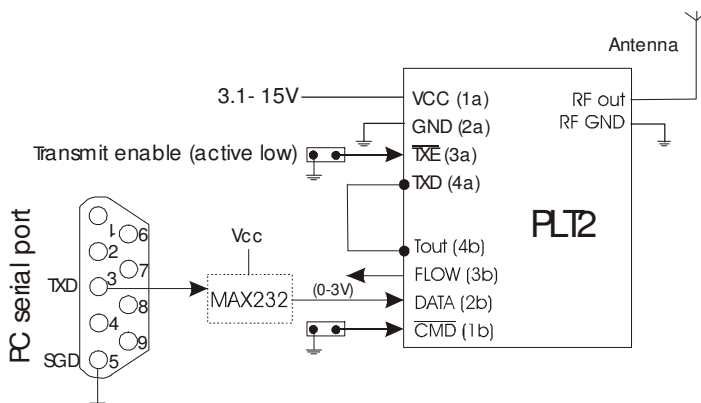 Antenna
3.1- 15V
VCC (1a)
RF out
GND (2a)
RF GND
Transmit enable (active low)
TXE (3a)
TXD (4a)
PLT2
PC serial port
1
6
2
Vcc
Tout (4b)
7
FLOW (3b)
TXD
3
MAX232
(0-3V)
DATA (2b)
8
4
CMD (1b)
9
SGD
5